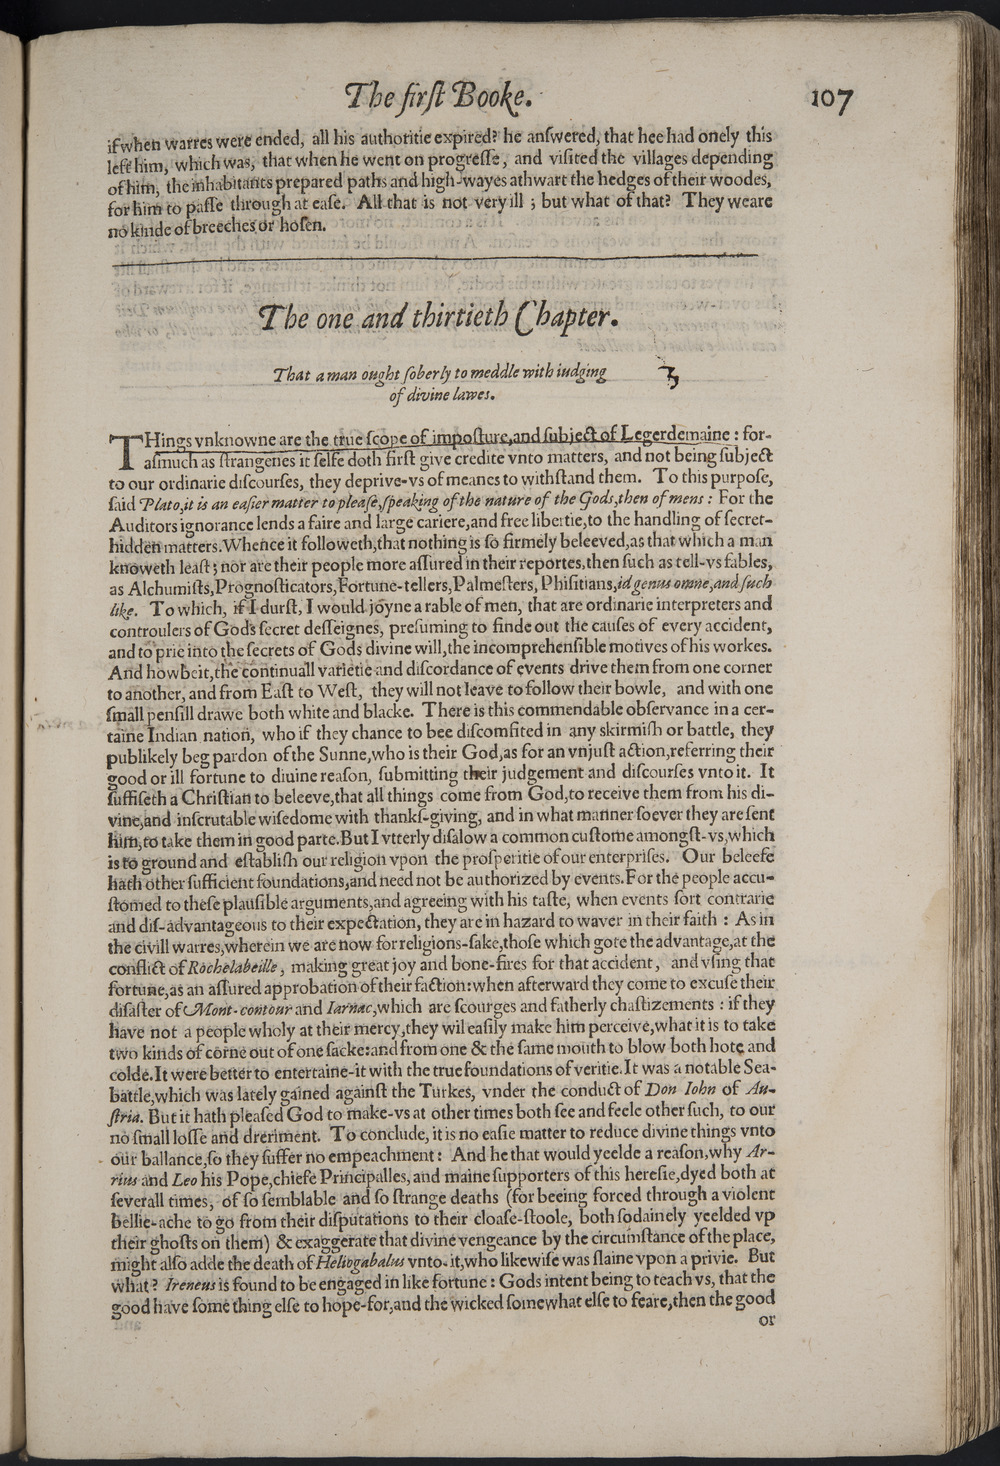 The firſt Booke. 107
if when warres were ended, all his authoritie expired? he anſwered, that hee had onely this
left him, which was, that when he went on progreſſe, and viſited the villages depending
of him, the inhabitants prepared paths and high-wayes athwart the hedges of their woodes,
for him to paſſe through at eaſe. All that is not very ill ; but what of that? They weare
no kinde of breeches or hoſen.
The one and thirtieth Chapter.
That a man ought ſoberly to meddle with iudging
of divine lawes.
THings vnknowne are the true ſcope of impoſture,and ſubject of Legerdemaine : for-
aſmuch as ſtrangenes it ſelfe doth firſt give credite vnto matters, and not being ſubject
to our ordinarie diſcourſes, they deprive-vs of meanes to withſtand them. To this purpoſe,
ſaid Plato,it is an eaſier matter to pleaſe,ſpeaking of the nature of the Gods,then of mens : For the
Auditors ignorance lends a faire and large cariere,and free libertie,to the handling of ſecret-
hidden matters.Whence it followeth,that nothing is ſo firmely beleeved,as that which a man
knoweth leaſt ; nor are their people more aſſured in their reportes,then ſuch as tell-vs fables,
as Alchumiſts,Prognoſticators,Fortune-tellers,Palmeſters,Phiſitians,id genus omne,and ſuch
like. To which, if I durſt, I would joyne a rable of men, that are ordinarie interpreters and
controulers of Gods ſecret deſſeignes, preſuming to finde out the cauſes of every accident,
and to prie into the ſecrets of Gods divine will,the incomprehenſible motives of his workes.
And howbeit,the continuall varietie and diſcordance of events drive them from one corner
to another, and from Eaſt to Weſt, they will not leave to follow their bowle, and with one
ſmall penſill drawe both white and blacke. There is this commendable obſervance in a cer-
taine Indian nation, who if they chance to bee diſcomfited in any skirmiſh or battle, they
publikely beg pardon of the Sunne,who is their God,as for an vnjuſt action,referring their
good or ill fortune to diuine reaſon, ſubmitting their judgement and diſcourſes vnto it. It
ſuffiſeth a Chriſtian to beleeve,that all things come from God,to receive them from his di-
vine,and inſcrutable wiſedome with thankſ-giving, and in what manner ſoever they are ſent
him,to take them in good parte.But I vtterly diſalow a common cuſtome amongſt-vs,which
is to ground and eſtabliſh our religion vpon the proſperitie of our enterpriſes. Our beleefe
hath other ſufficient foundations,and need not be authorized by events.For the people accu-
ſtomed to theſe plauſible arguments,and agreeing with his taſte, when events ſort contrarie
and diſ-advantageous to their expectation, they are in hazard to waver in their faith : As in
the civill warres,wherein we are now for religions-ſake,thoſe which gote the advantage,at the
conflict of Rochelabeille, making great joy and bone-fires for that accident, and vſing that
fortune,as an aſſured approbation of their faction:when afterward they come to excuſe their
diſaſter of Mont-contour and Iarnac,which are ſcourges and fatherly chaſtizements : if they
have not a people wholy at their mercy,they wil eaſily make him perceive,what it is to take
two kinds of corne out of one ſacke:and from one & the ſame mouth to blow both hote and
colde.It were better to entertaine-it with the true foundations of veritie.It was a notable Sea-
battle,which was lately gained againſt the Turkes, vnder the conduct of Don Iohn of Au-
ſtria. But it hath pleaſed God to make-vs at other times both ſee and feele other ſuch, to our
no ſmall loſſe and dreriment. To conclude, it is no eaſie matter to reduce divine things vnto
our ballance,ſo they ſuffer no empeachment : And he that would yeelde a reaſon,why Ar-
rius and Leo his Pope,chiefe Principalles,and maine ſupporters of this hereſie,dyed both at
ſeverall times, of ſo ſemblable and ſo ſtrange deaths (for beeing forced through a violent
bellie-ache to go from their diſputations to their cloaſe-ſtoole, both ſodainely yeelded vp
their ghoſts on them) & exaggerate that divine vengeance by the circumſtance of the place,
might alſo adde the death of Heliogabalus vnto-it,who likewiſe was ſlaine vpon a privie. But
what? Ireneus is found to be engaged in like fortune : Gods intent being to teach vs, that the
good have ſome thing elſe to hope-for,and the wicked ſomewhat elſe to feare,then the good
or